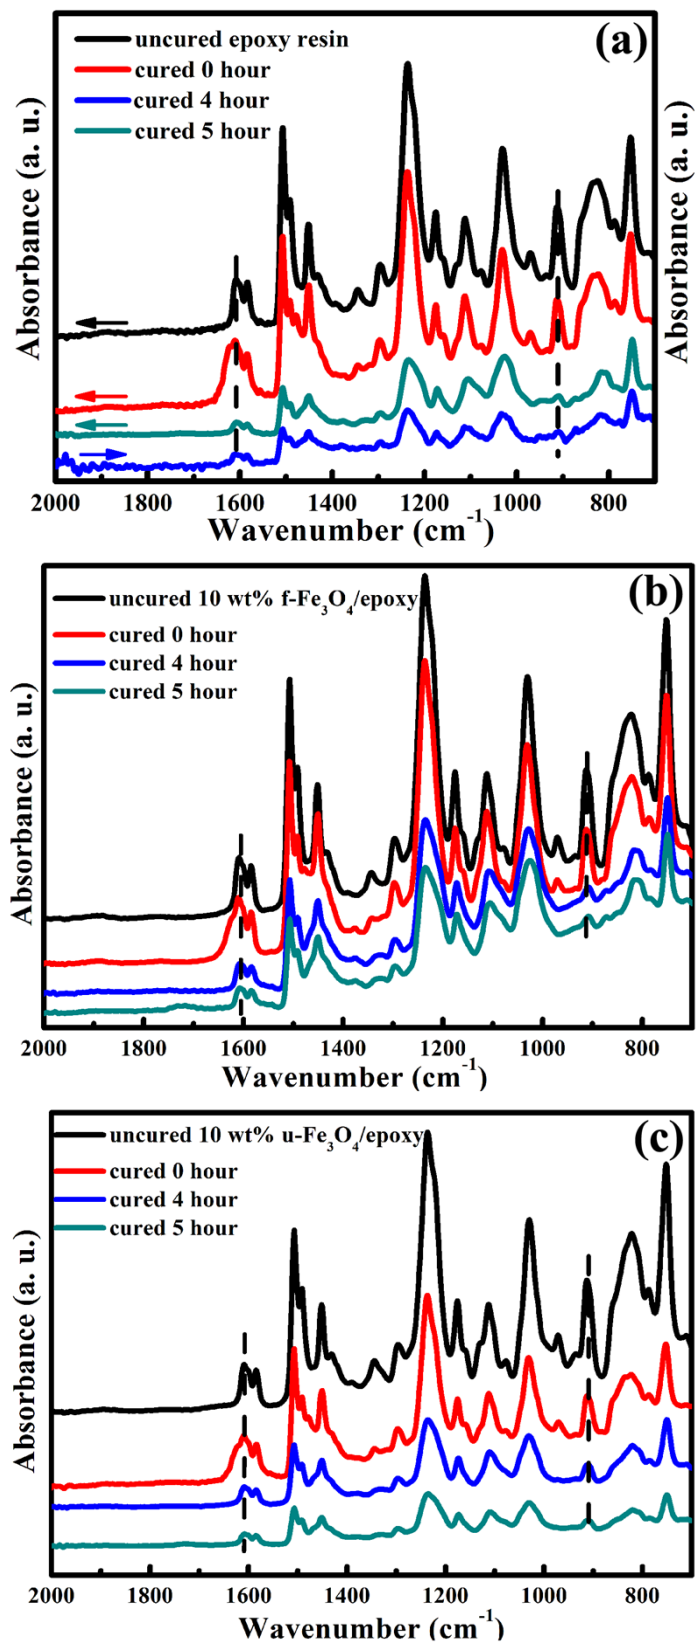 (a)
uncured epoxy resin
cured 0 hour
cured 4 hour
cured 5 hour
Absorbance (a. u.)
Absorbance (a. u.)
2000 1800 1600 1400 1200 1000 800
Wavenumber (cm⁻¹)
(b)
uncured 10 wt% f-Fe₃O₄/epoxy
cured 0 hour
cured 4 hour
cured 5 hour
Absorbance (a. u.)
2000 1800 1600 1400 1200 1000 800
Wavenumber (cm⁻¹)
(c)
uncured 10 wt% u-Fe₃O₄/epoxy
cured 0 hour
cured 4 hour
cured 5 hour
Absorbance (a. u.)
2000 1800 1600 1400 1200 1000 800
Wavenumber (cm⁻¹)